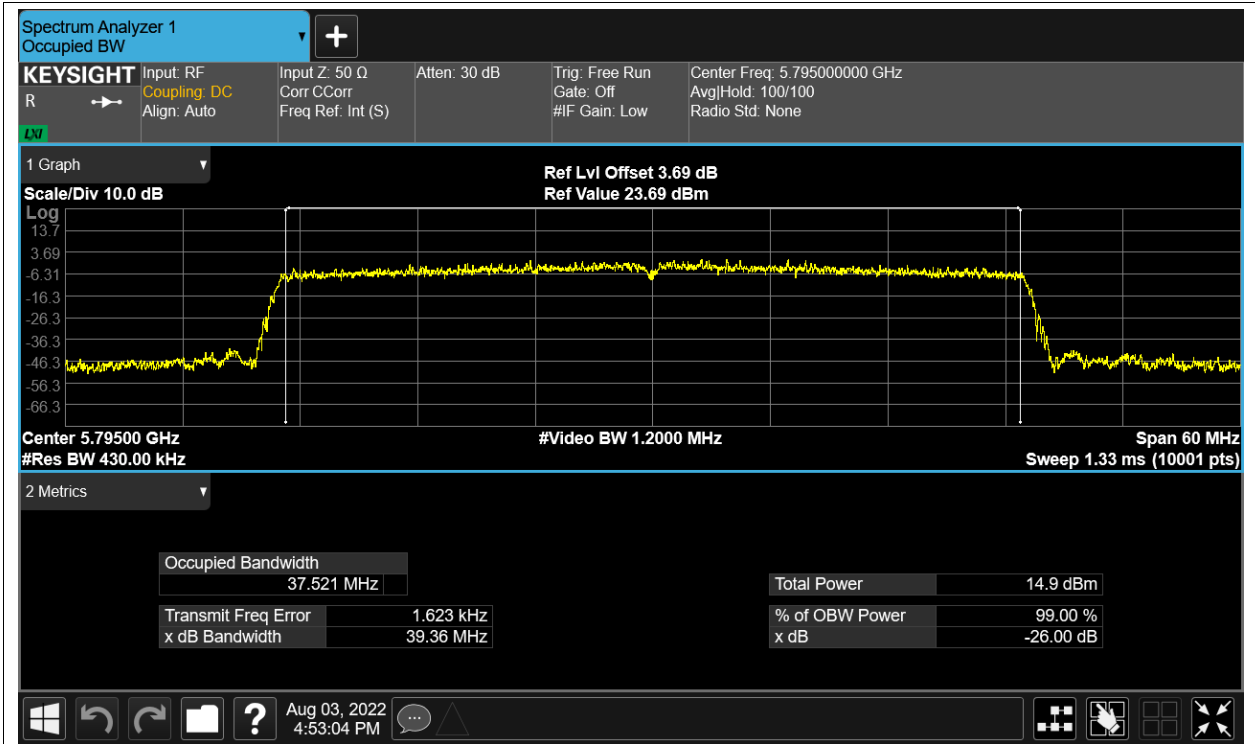 Spectrum Analyzer 1
Occupied BW
KEYSIGHT
R
LXI
Input: RF
Coupling: DC
Align: Auto
Input Z: 50 Ω
Corr CCorr
Freq Ref: Int (S)
Atten: 30 dB
Trig: Free Run
Gate: Off
#IF Gain: Low
Center Freq: 5.795000000 GHz
Avg|Hold: 100/100
Radio Std: None
1 Graph
Scale/Div 10.0 dB
Ref Lvl Offset 3.69 dB
Ref Value 23.69 dBm
Log
13.7
3.69
-6.31
-16.3
-26.3
-36.3
-46.3
-56.3
-66.3
Center 5.79500 GHz
#Video BW 1.2000 MHz
Span 60 MHz
#Res BW 430.00 kHz
Sweep 1.33 ms (10001 pts)
2 Metrics
Occupied Bandwidth
37.521 MHz
Transmit Freq Error 1.623 kHz
x dB Bandwidth 39.36 MHz
Total Power 14.9 dBm
% of OBW Power 99.00 %
x dB -26.00 dB
?
Aug 03, 2022
4:53:04 PM